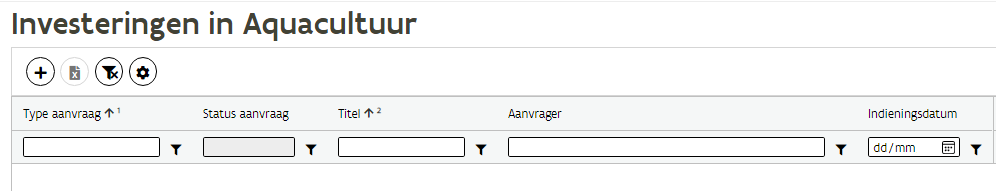 Investeringen in Aquacultuur
Type aanvraag ↑ 1 Status aanvraag Titel ↑ 2 Aanvrager Indieningsdatum
dd/mm